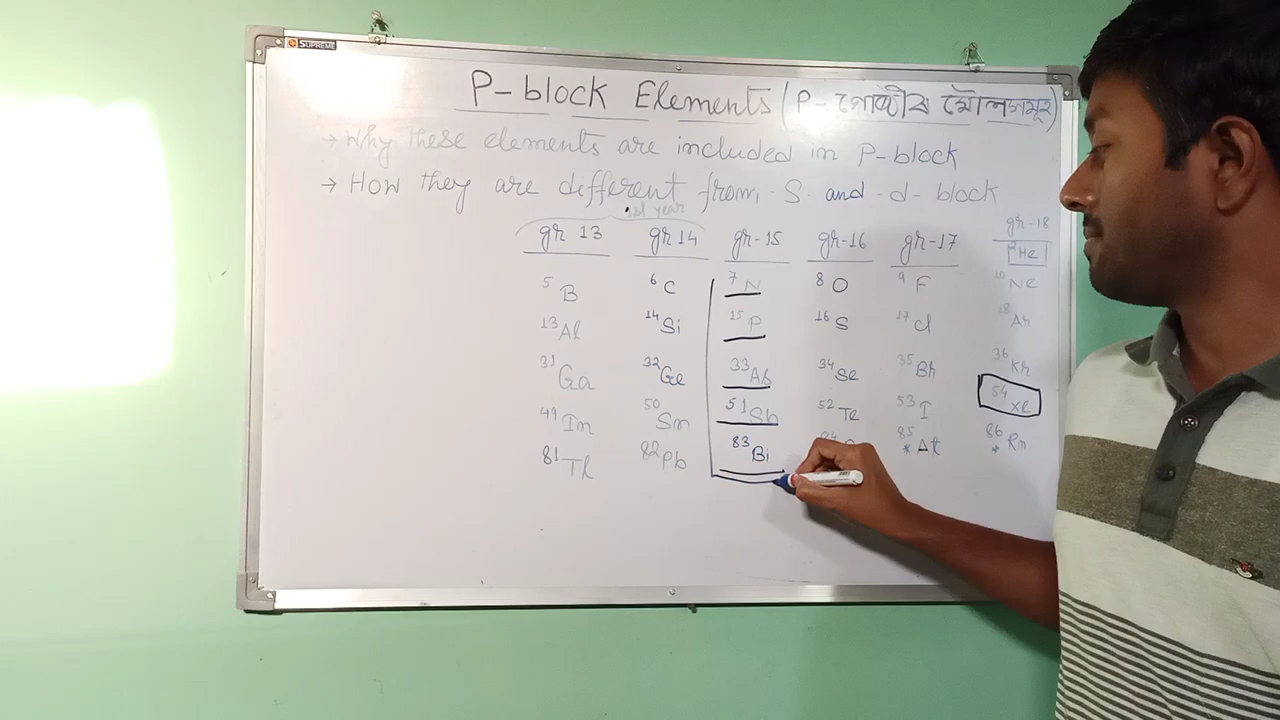 SUPREME
P-block Elements (P-গোষ্ঠীৰ মৌলসমূহ)
→ Why these elements are included in P-block
→ How they are different from S- and -d-block
1st year
gr 13 gr 14 gr-15 gr-16 gr-17 gr-18
²He
⁵B ⁶C ⁷N ⁸O ⁹F ¹⁰Ne
¹³Al ¹⁴Si ¹⁵P ¹⁶S ¹⁷Cl ¹⁸Ar
³¹Ga ³²Ge ³³As ³⁴Se ³⁵Br ³⁶Kr
⁴⁹In ⁵⁰Sn ⁵¹Sb ⁵²Te ⁵³I ⁵⁴Xe
⁸¹Tl ⁸²Pb ⁸³Bi ⁸⁵*At ⁸⁶*Rn